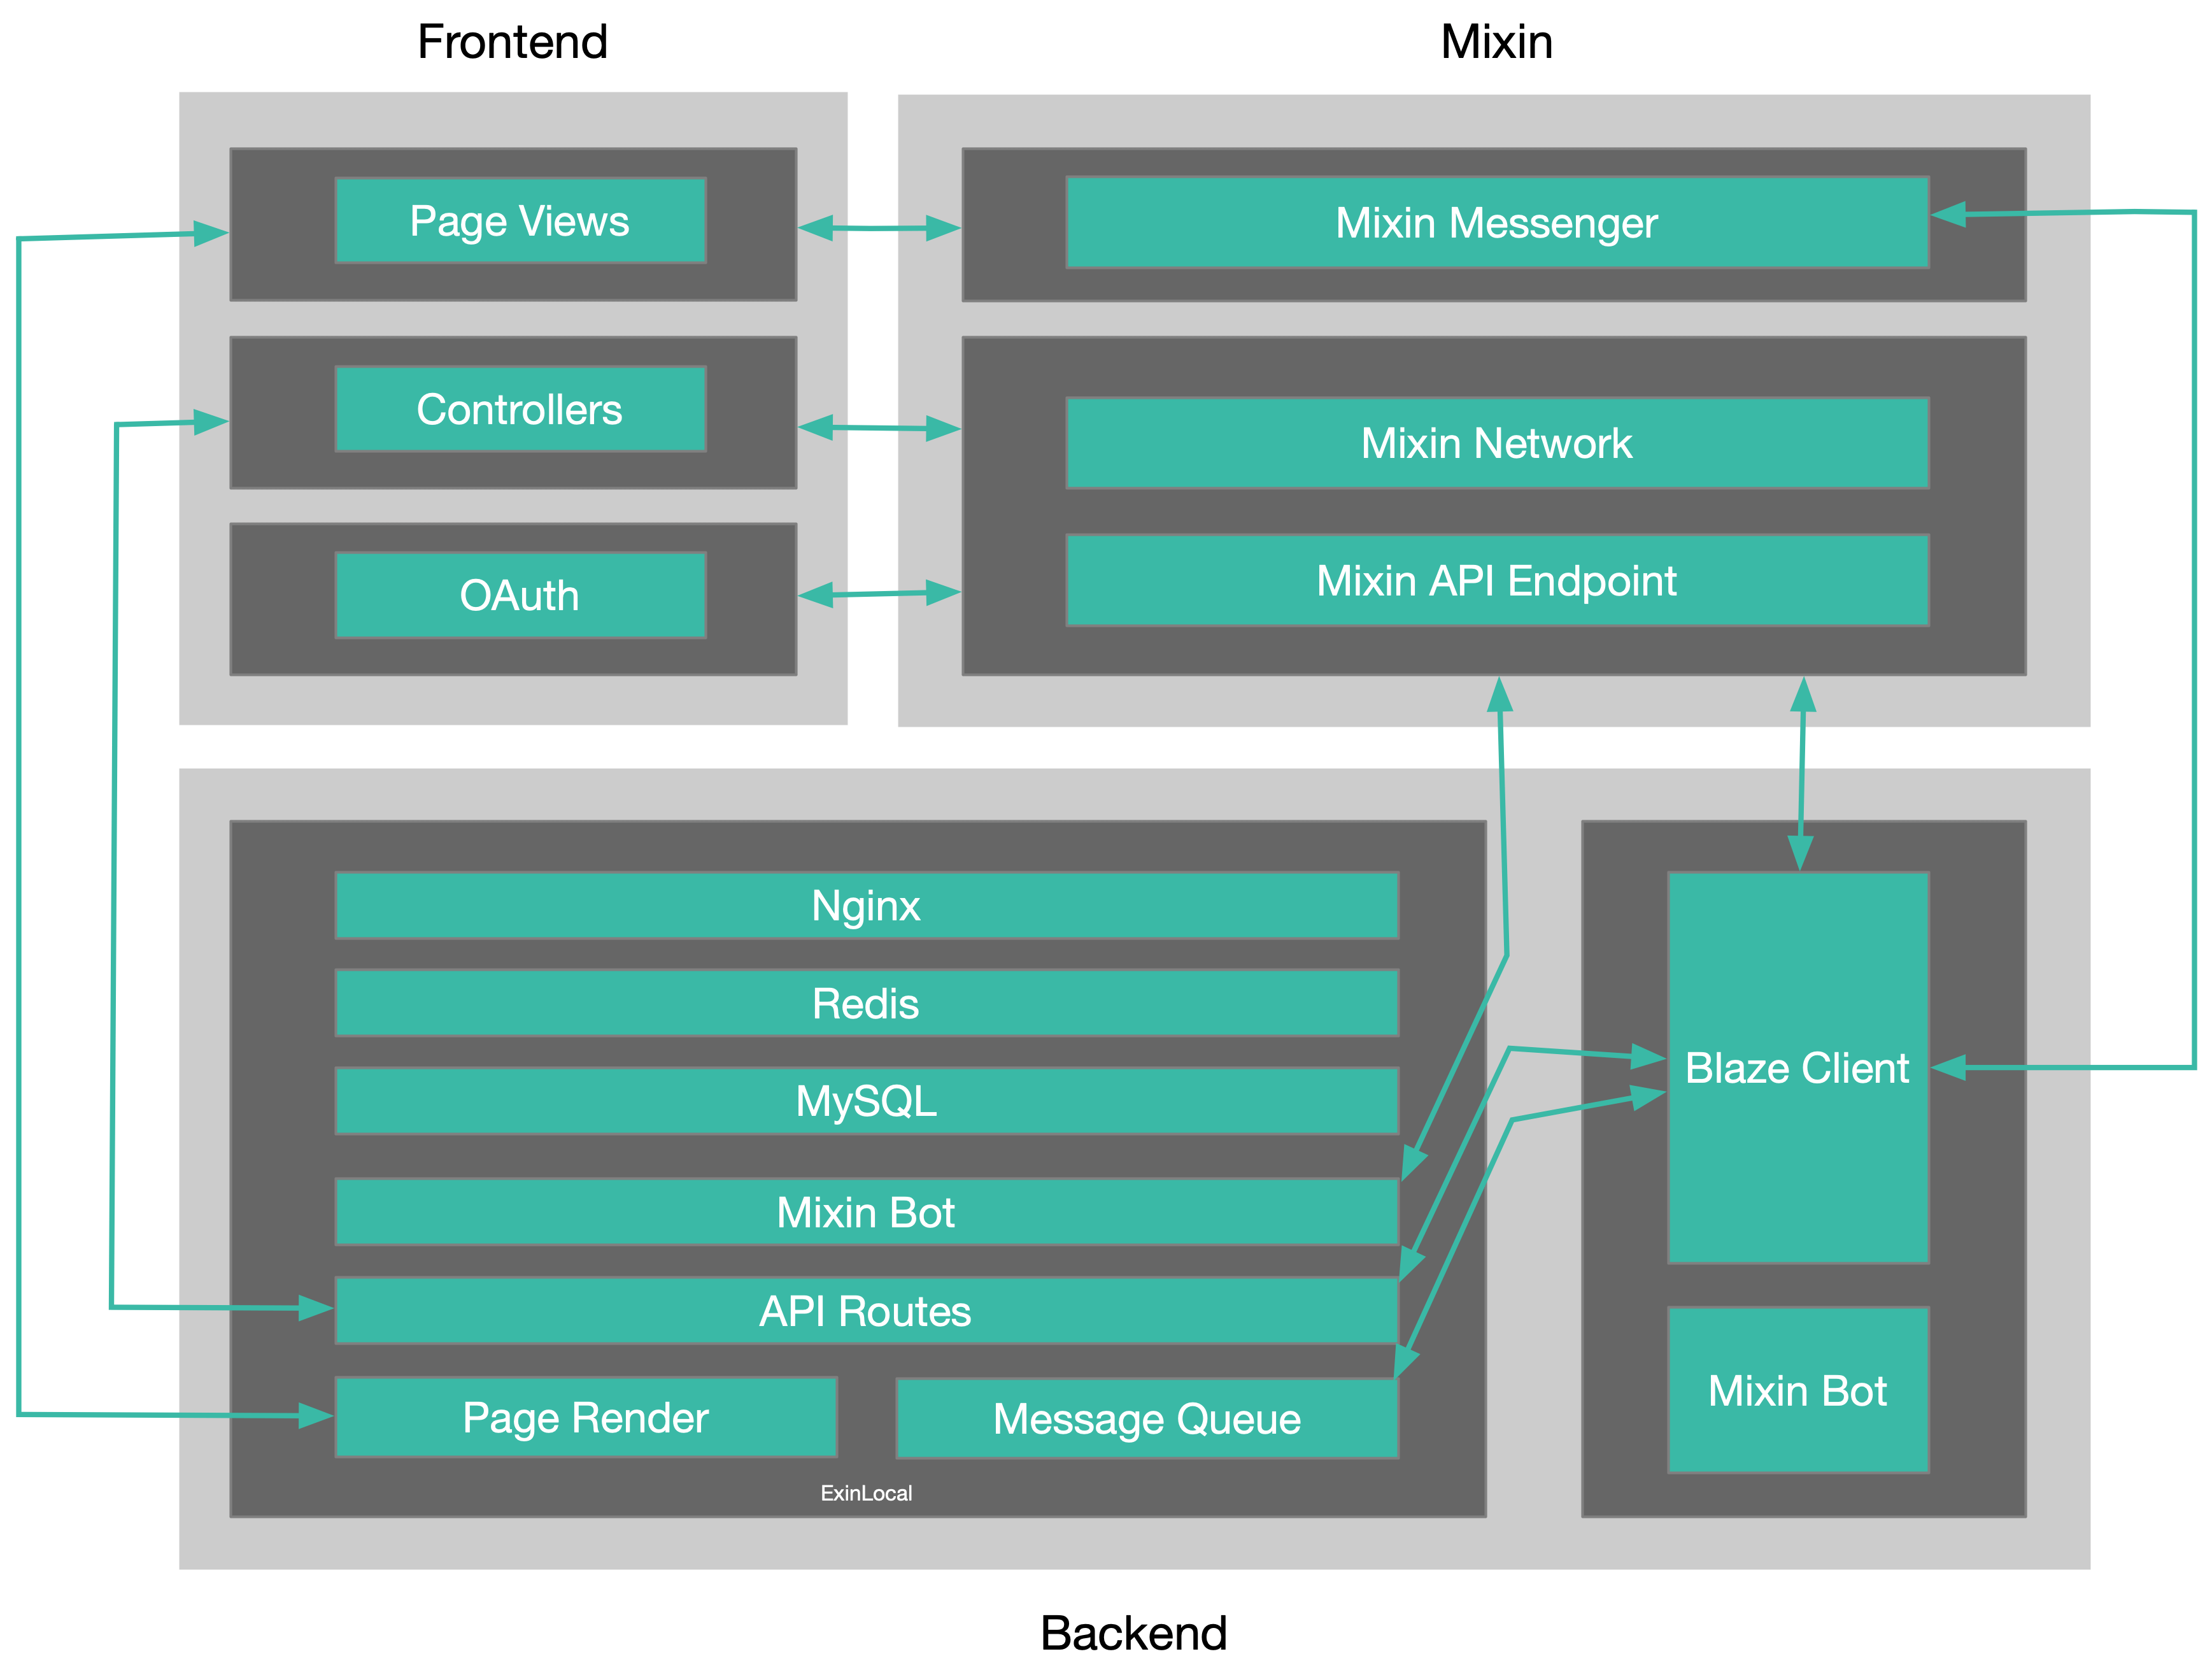 Frontend
Mixin
Page Views
Mixin Messenger
Controllers
Mixin Network
OAuth
Mixin API Endpoint
Nginx
Redis
MySQL
Blaze Client
Mixin Bot
API Routes
Mixin Bot
Page Render
Message Queue
ExinLocal
Backend